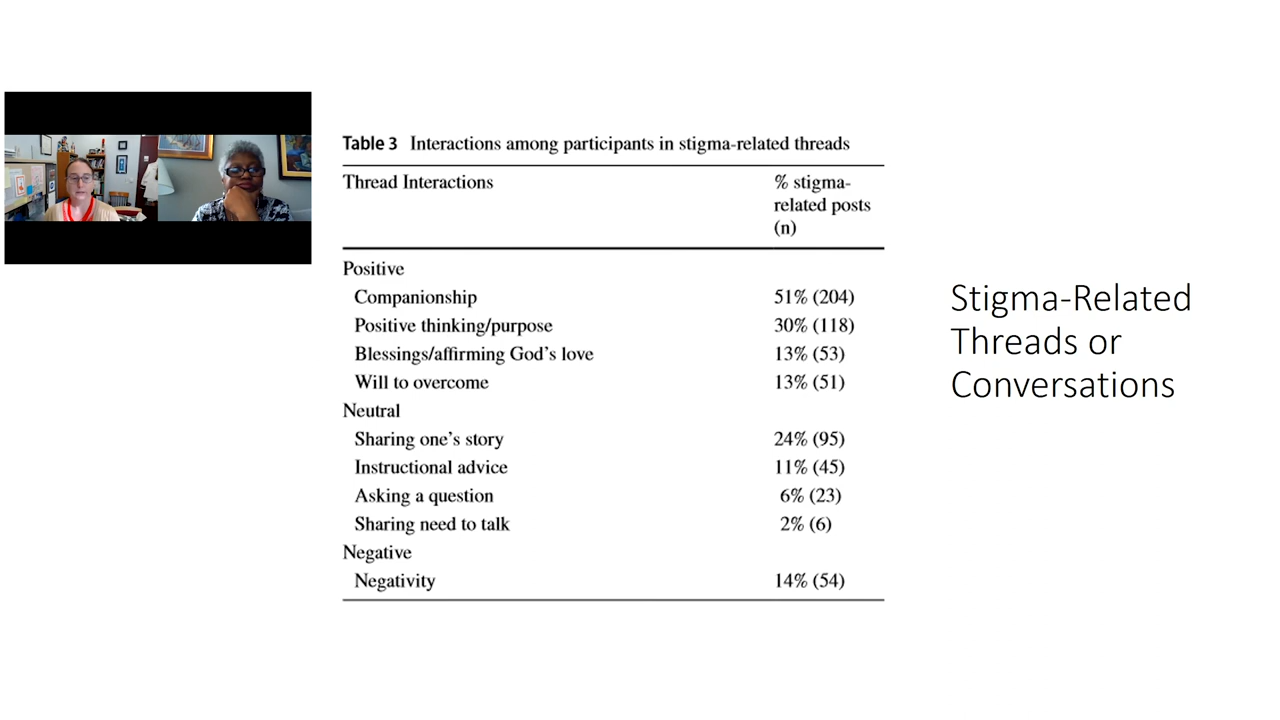 Table 3 Interactions among participants in stigma-related threads
Thread Interactions % stigma-
related posts
(n)
Positive
Companionship 51% (204)
Positive thinking/purpose 30% (118)
Blessings/affirming God’s love 13% (53)
Will to overcome 13% (51)
Neutral
Sharing one’s story 24% (95)
Instructional advice 11% (45)
Asking a question 6% (23)
Sharing need to talk 2% (6)
Negative
Negativity 14% (54)
Stigma-Related
Threads or
Conversations